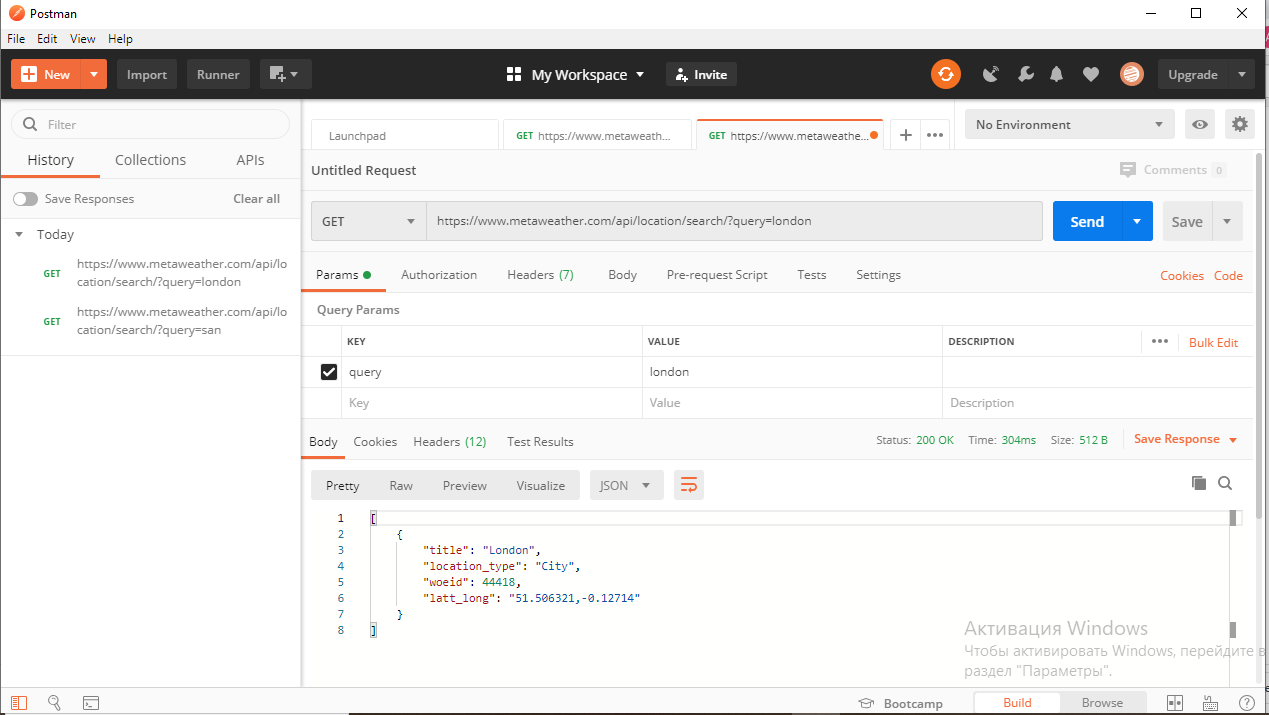 Postman
File Edit View Help
New Import Runner My Workspace Invite Upgrade
Filter
History Collections APIs
Save Responses Clear all
Today
GET https://www.metaweather.com/api/lo
cation/search/?query=london
GET https://www.metaweather.com/api/lo
cation/search/?query=san
Launchpad GET https://www.metaweath... GET https://www.metaweathe... No Environment
Untitled Request Comments 0
GET https://www.metaweather.com/api/location/search/?query=london Send Save
Params Authorization Headers (7) Body Pre-request Script Tests Settings Cookies Code
Query Params
KEY VALUE DESCRIPTION Bulk Edit
query london
Key Value Description
Body Cookies Headers (12) Test Results Status: 200 OK Time: 304ms Size: 512 B Save Response
Pretty Raw Preview Visualize JSON
1 [
2 {
3 "title": "London",
4 "location_type": "City",
5 "woeid": 44418,
6 "latt_long": "51.506321,-0.12714"
7 }
8 ]
Активация Windows
Чтобы активировать Windows, перейдите в
раздел "Параметры".
Bootcamp Build Browse